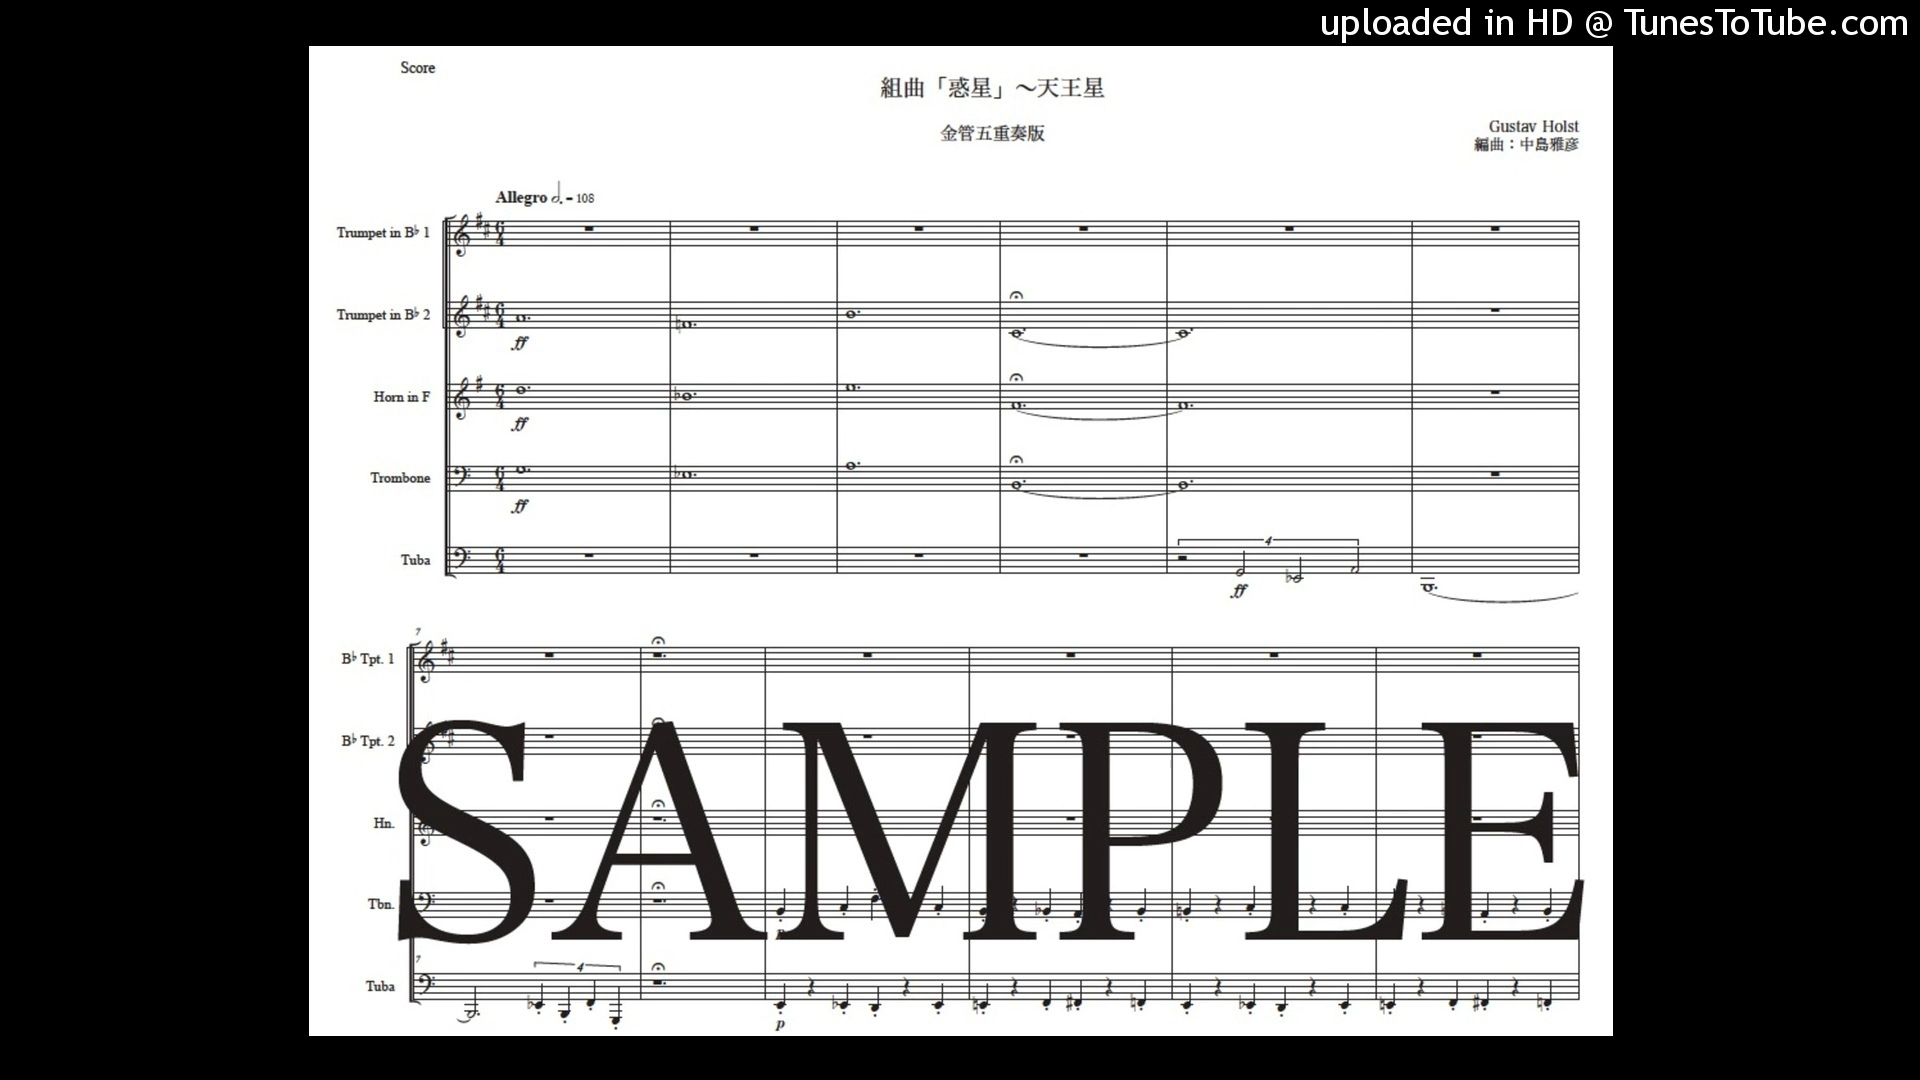 uploaded in HD @ TunesToTube.com
Score
組曲「惑星」～天王星
金管五重奏版
Gustav Holst
編曲：中島雅彦
Allegro 𝅗𝅥. = 108
Trumpet in B♭ 1
Trumpet in B♭ 2
ff
Horn in F
ff
Trombone
ff
Tuba
4
ff
7
B♭ Tpt. 1
B♭ Tpt. 2
Hn.
Tbn.
SAMPLE
7
4
Tuba
p